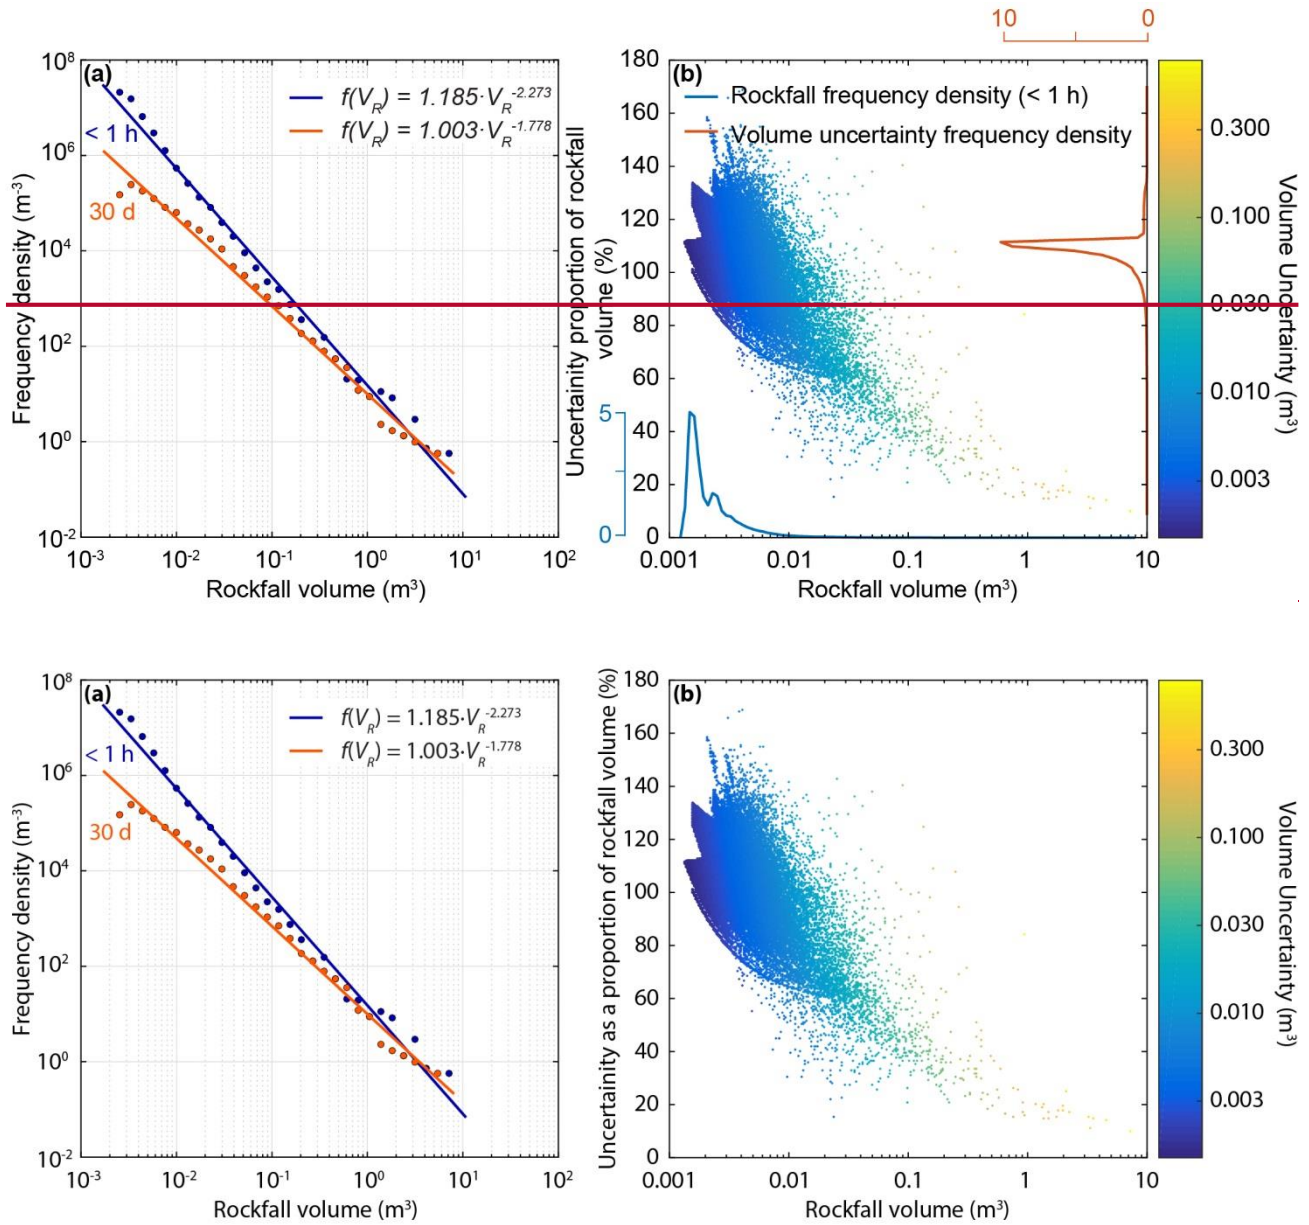 10 0
(a)
f(V_R) = 1.185·V_R^-2.273
f(V_R) = 1.003·V_R^-1.778
< 1 h
30 d
10^8
10^6
10^4
10^2
10^0
10^-2
Frequency density (m^-3)
10^-3 10^-2 10^-1 10^0 10^1 10^2
Rockfall volume (m^3)
(b)
Rockfall frequency density (< 1 h)
Volume uncertainty frequency density
Uncertainity proportion of rockfall
volume (%)
180
160
140
120
100
80
60
40
20
0
5
0
0.001 0.01 0.1 1 10
Rockfall volume (m^3)
0.300
0.100
0.030
0.010
0.003
Volume Uncertainty (m^3)
(a)
f(V_R) = 1.185·V_R^-2.273
f(V_R) = 1.003·V_R^-1.778
< 1 h
30 d
10^8
10^6
10^4
10^2
10^0
10^-2
Frequency density (m^-3)
10^-3 10^-2 10^-1 10^0 10^1 10^2
Rockfall volume (m^3)
(b)
Uncertainty as a proportion of rockfall volume (%)
180
160
140
120
100
80
60
40
20
0
0.001 0.01 0.1 1 10
Rockfall volume (m^3)
0.300
0.100
0.030
0.010
0.003
Volume Uncertainty (m^3)